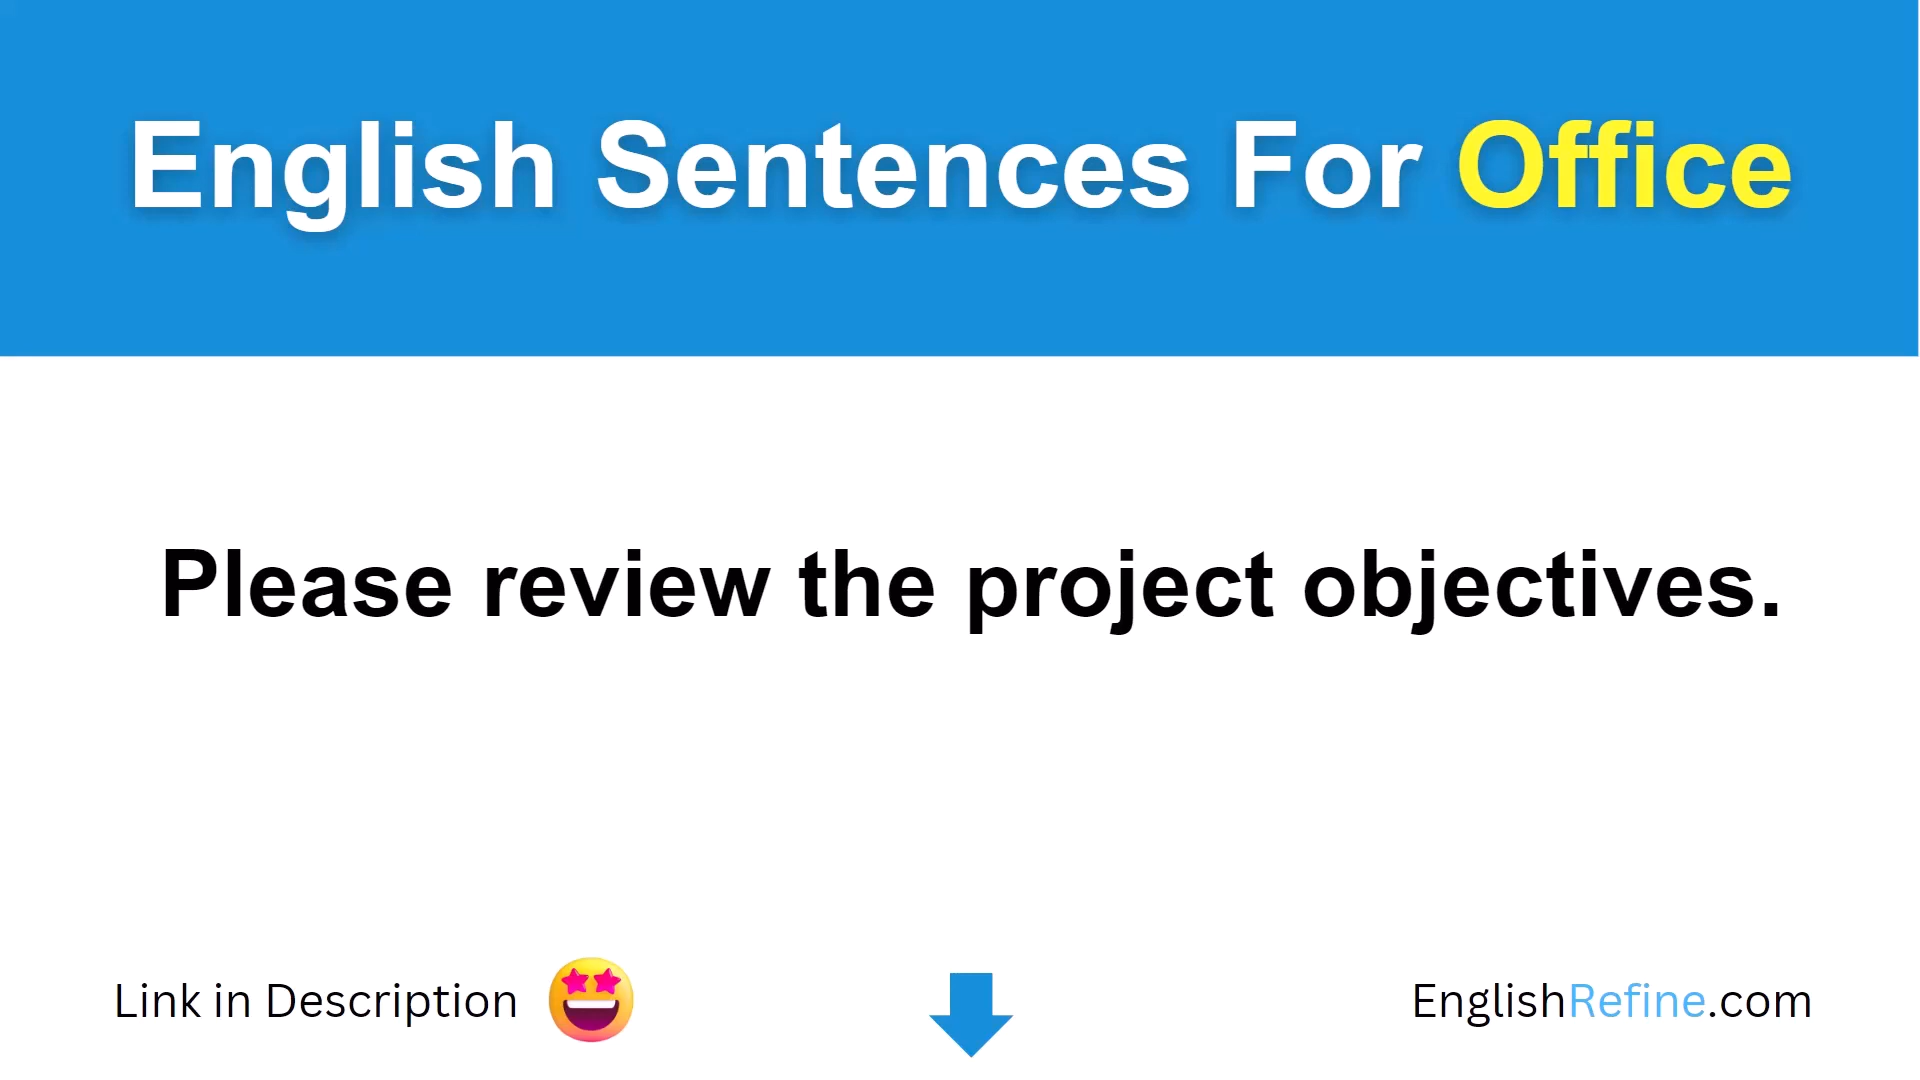 English Sentences For Office
Please review the project objectives.
Link in Description
EnglishRefine.com